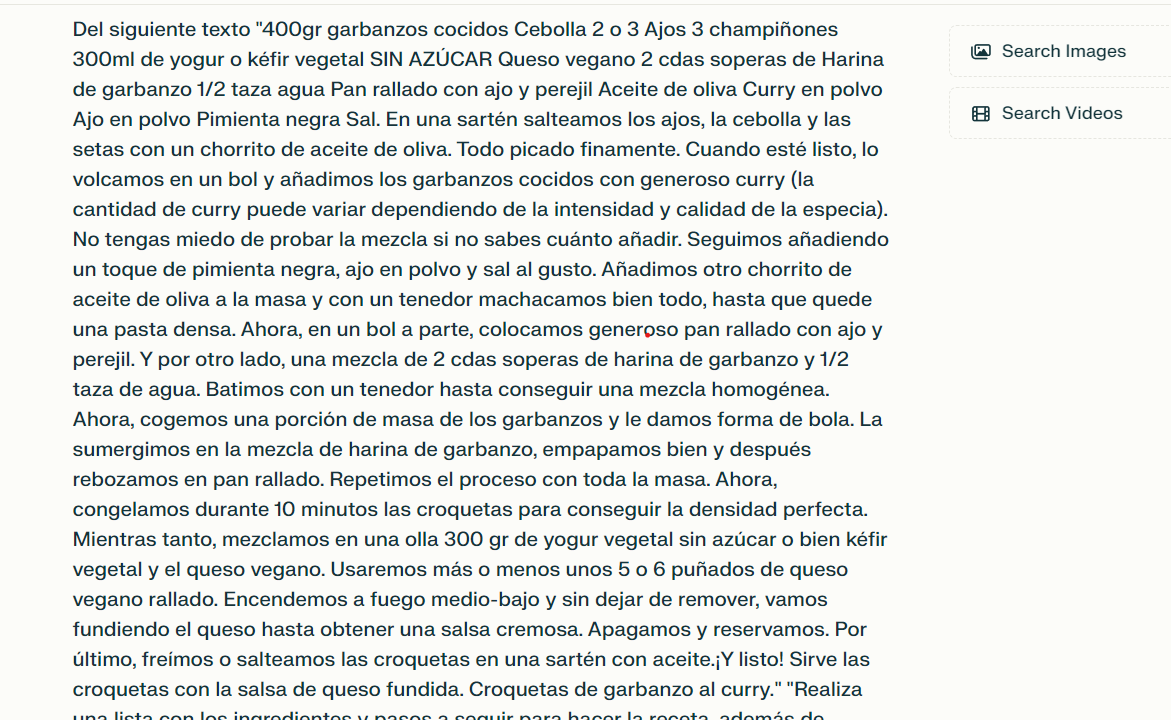 Del siguiente texto "400gr garbanzos cocidos Cebolla 2 o 3 Ajos 3 champiñones
300ml de yogur o kéfir vegetal SIN AZÚCAR Queso vegano 2 cdas soperas de Harina
de garbanzo 1/2 taza agua Pan rallado con ajo y perejil Aceite de oliva Curry en polvo
Ajo en polvo Pimienta negra Sal. En una sartén salteamos los ajos, la cebolla y las
setas con un chorrito de aceite de oliva. Todo picado finamente. Cuando esté listo, lo
volcamos en un bol y añadimos los garbanzos cocidos con generoso curry (la
cantidad de curry puede variar dependiendo de la intensidad y calidad de la especia).
No tengas miedo de probar la mezcla si no sabes cuánto añadir. Seguimos añadiendo
un toque de pimienta negra, ajo en polvo y sal al gusto. Añadimos otro chorrito de
aceite de oliva a la masa y con un tenedor machacamos bien todo, hasta que quede
una pasta densa. Ahora, en un bol a parte, colocamos generoso pan rallado con ajo y
perejil. Y por otro lado, una mezcla de 2 cdas soperas de harina de garbanzo y 1/2
taza de agua. Batimos con un tenedor hasta conseguir una mezcla homogénea.
Ahora, cogemos una porción de masa de los garbanzos y le damos forma de bola. La
sumergimos en la mezcla de harina de garbanzo, empapamos bien y después
rebozamos en pan rallado. Repetimos el proceso con toda la masa. Ahora,
congelamos durante 10 minutos las croquetas para conseguir la densidad perfecta.
Mientras tanto, mezclamos en una olla 300 gr de yogur vegetal sin azúcar o bien kéfir
vegetal y el queso vegano. Usaremos más o menos unos 5 o 6 puñados de queso
vegano rallado. Encendemos a fuego medio-bajo y sin dejar de remover, vamos
fundiendo el queso hasta obtener una salsa cremosa. Apagamos y reservamos. Por
último, freímos o salteamos las croquetas en una sartén con aceite.¡Y listo! Sirve las
croquetas con la salsa de queso fundida. Croquetas de garbanzo al curry." "Realiza
una lista con los ingredientes y pasos a seguir para hacer la receta, además de
Search Images
Search Videos